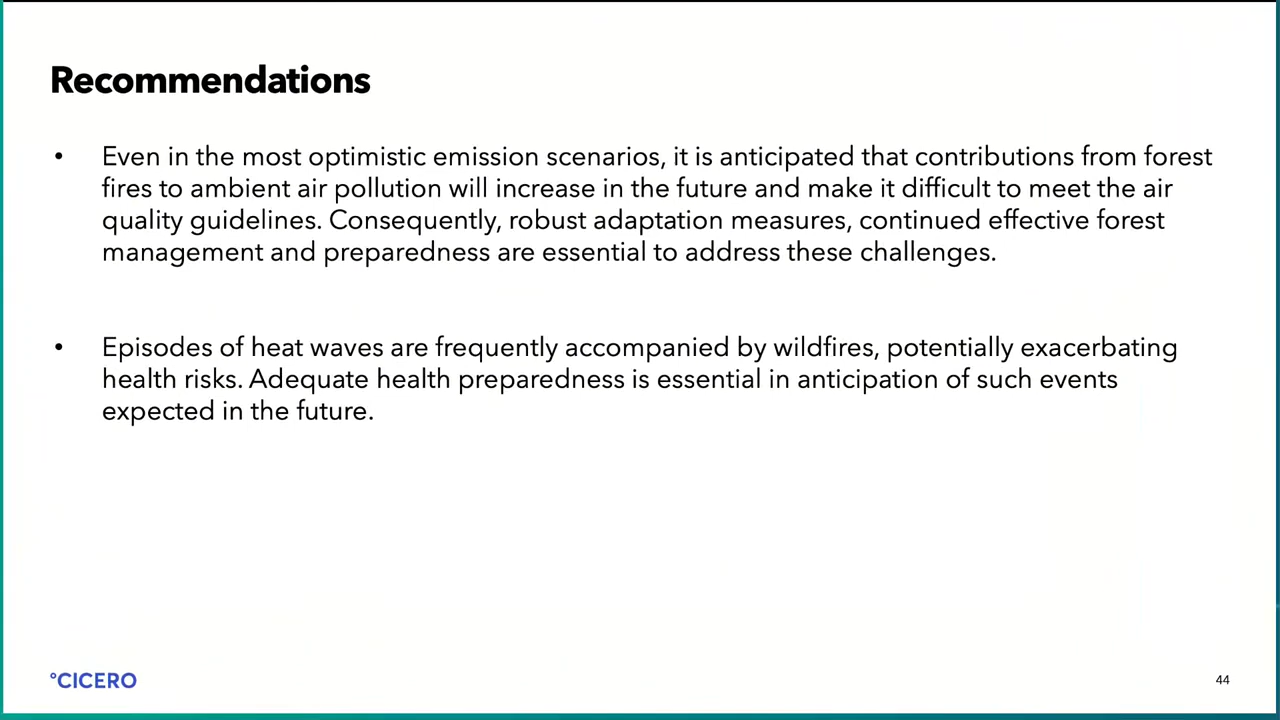 Recommendations
• Even in the most optimistic emission scenarios, it is anticipated that contributions from forest
fires to ambient air pollution will increase in the future and make it difficult to meet the air
quality guidelines. Consequently, robust adaptation measures, continued effective forest
management and preparedness are essential to address these challenges.
• Episodes of heat waves are frequently accompanied by wildfires, potentially exacerbating
health risks. Adequate health preparedness is essential in anticipation of such events
expected in the future.
°CICERO
44